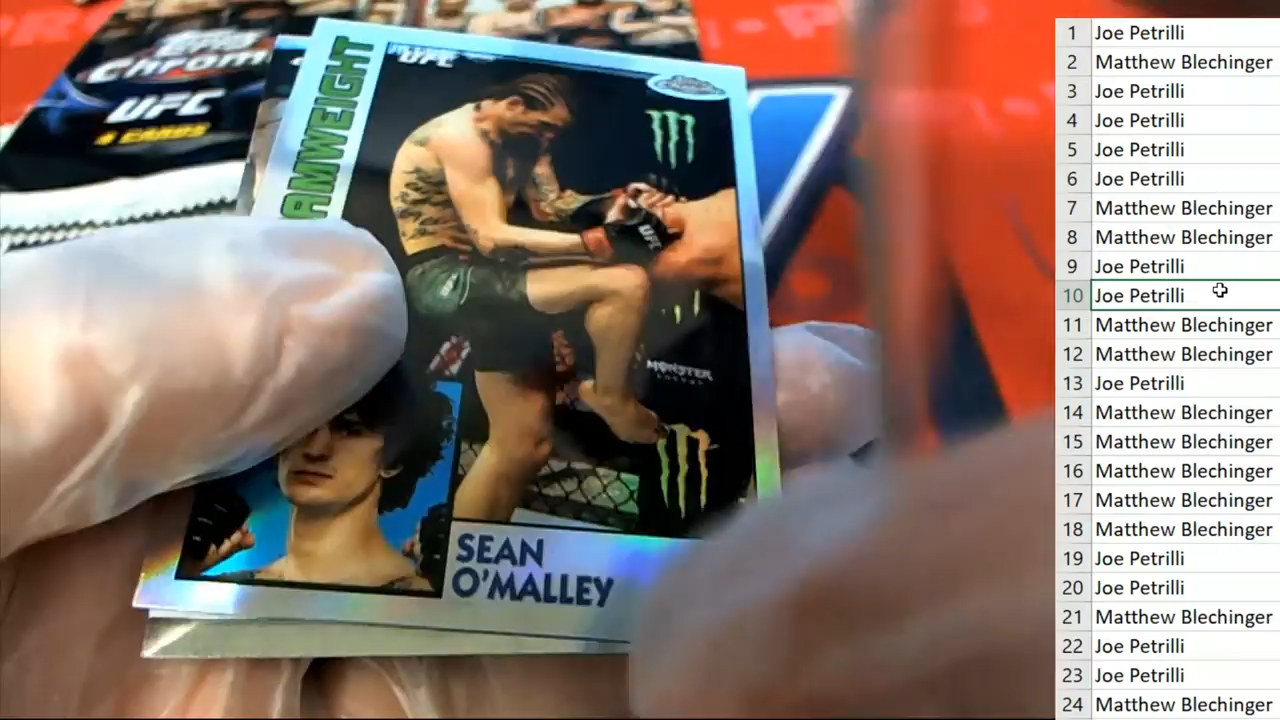 Topps
Chrome
UFC
4 CARDS
UFC
AMWEIGHT
UFC
MONSTER
ENERGY
SEAN
O'MALLEY
1 Joe Petrilli
2 Matthew Blechinger
3 Joe Petrilli
4 Joe Petrilli
5 Joe Petrilli
6 Joe Petrilli
7 Matthew Blechinger
8 Matthew Blechinger
9 Joe Petrilli
10 Joe Petrilli
11 Matthew Blechinger
12 Matthew Blechinger
13 Joe Petrilli
14 Matthew Blechinger
15 Matthew Blechinger
16 Matthew Blechinger
17 Matthew Blechinger
18 Matthew Blechinger
19 Joe Petrilli
20 Joe Petrilli
21 Matthew Blechinger
22 Joe Petrilli
23 Joe Petrilli
24 Matthew Blechinger